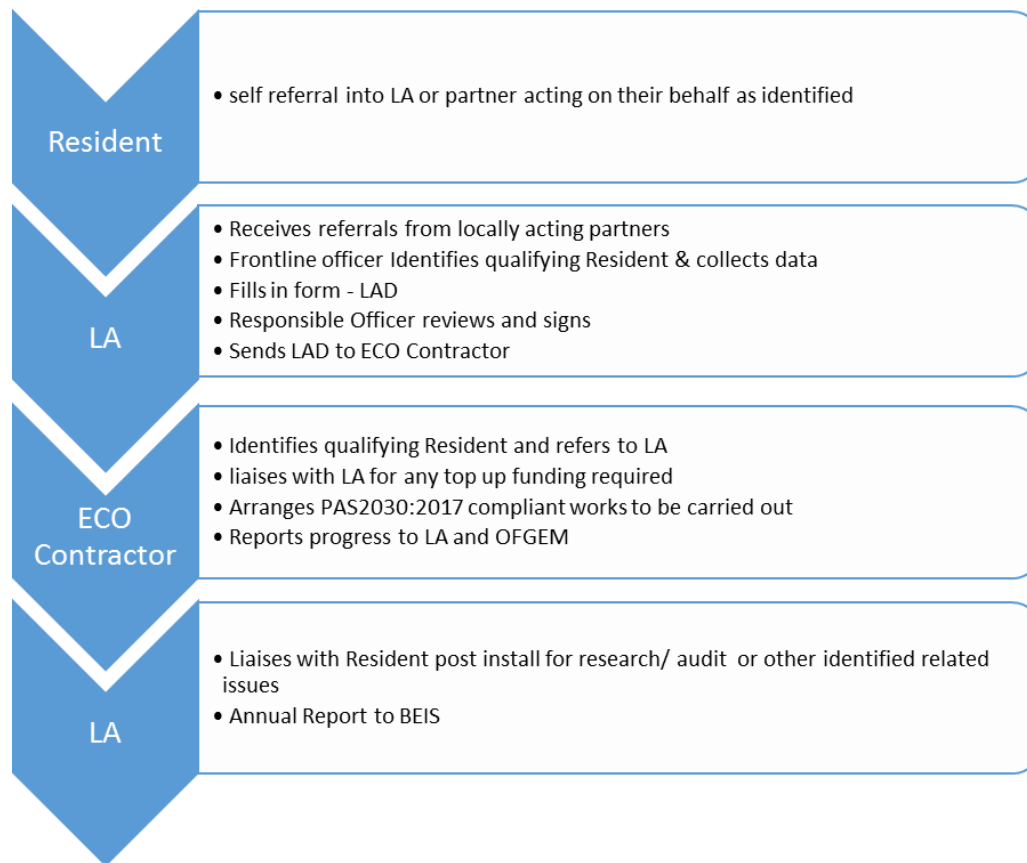 Resident
• self referral into LA or partner acting on their behalf as identified
LA
• Receives referrals from locally acting partners
• Frontline officer Identifies qualifying Resident & collects data
• Fills in form - LAD
• Responsible Officer reviews and signs
• Sends LAD to ECO Contractor
ECO
Contractor
• Identifies qualifying Resident and refers to LA
• liaises with LA for any top up funding required
• Arranges PAS2030:2017 compliant works to be carried out
• Reports progress to LA and OFGEM
LA
• Liaises with Resident post install for research/ audit or other identified related
issues
• Annual Report to BEIS